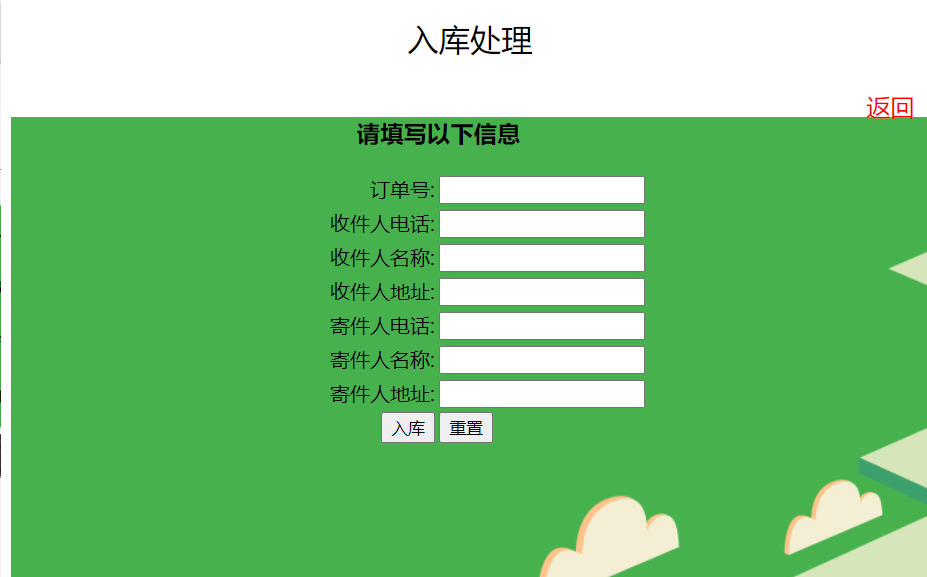 入库处理
返回
请填写以下信息
订单号:
收件人电话:
收件人名称:
收件人地址:
寄件人电话:
寄件人名称:
寄件人地址:
入库 重置